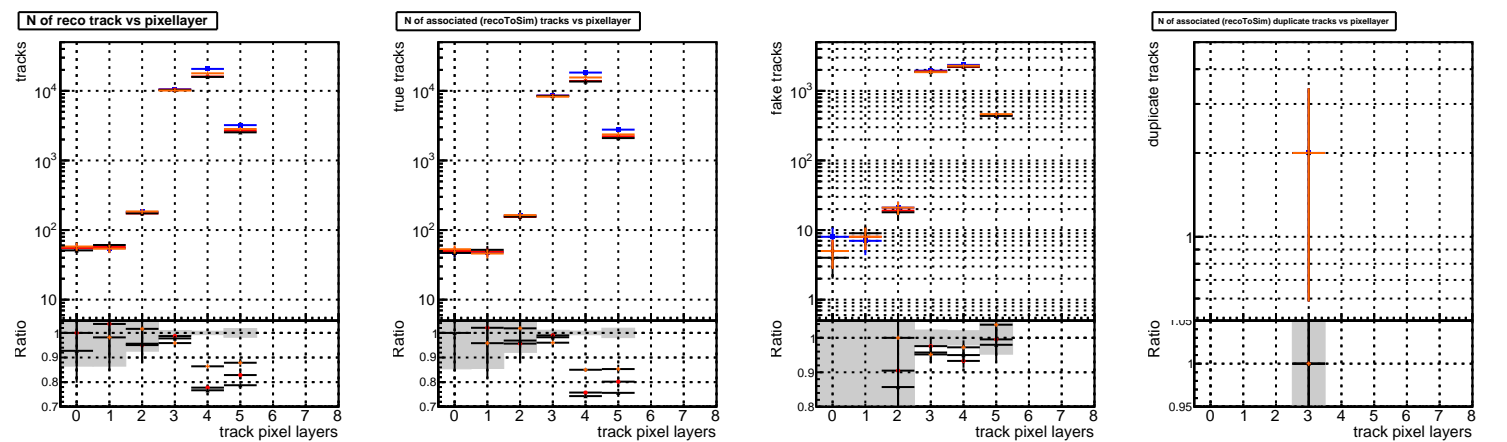 N of reco track vs pixellayer
tracks
10^4
10^3
10^2
10
Ratio
1
0.9
0.8
0.7
0 1 2 3 4 5 6 7 8
track pixel layers
N of associated (recoToSim) tracks vs pixellayer
true tracks
10^4
10^3
10^2
10
Ratio
1
0.9
0.8
0.7
0 1 2 3 4 5 6 7 8
track pixel layers
fake tracks
10^3
10^2
10
1
Ratio
1
0.9
0.8
0 1 2 3 4 5 6 7 8
track pixel layers
N of associated (recoToSim) duplicate tracks vs pixellayer
duplicate tracks
1
Ratio
1.05
1
0.95
0 1 2 3 4 5 6 7 8
track pixel layers